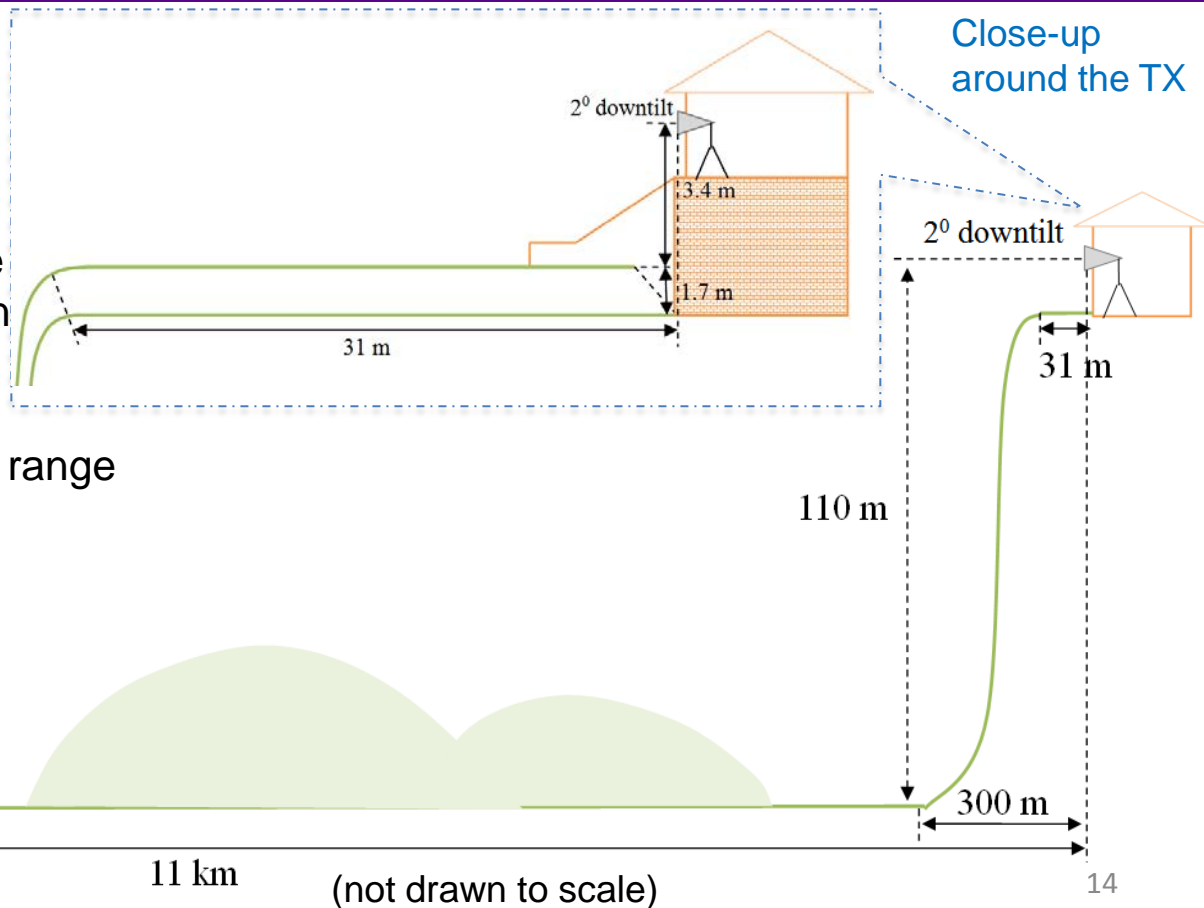 Close-up
around the TX
2⁰ downtilt
3.4 m
1.7 m
31 m
2⁰ downtilt
31 m
range
110 m
300 m
11 km
(not drawn to scale)
14